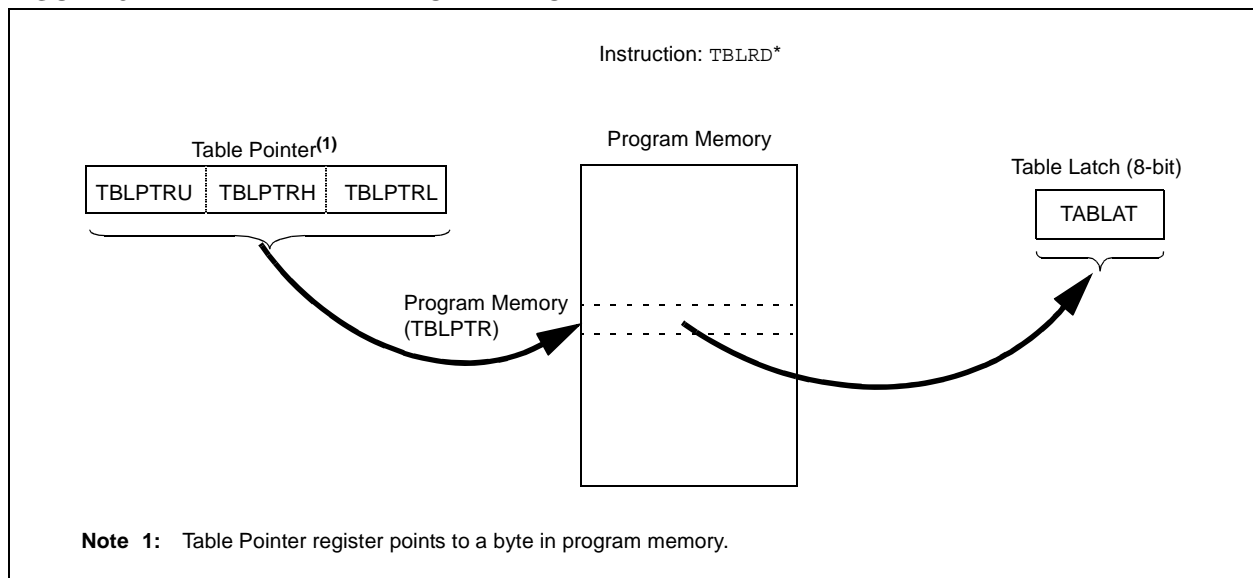 Instruction: TBLRD*
Table Pointer(1)
TBLPTRU TBLPTRH TBLPTRL
Program Memory
Table Latch (8-bit)
TABLAT
Program Memory
(TBLPTR)
Note 1: Table Pointer register points to a byte in program memory.